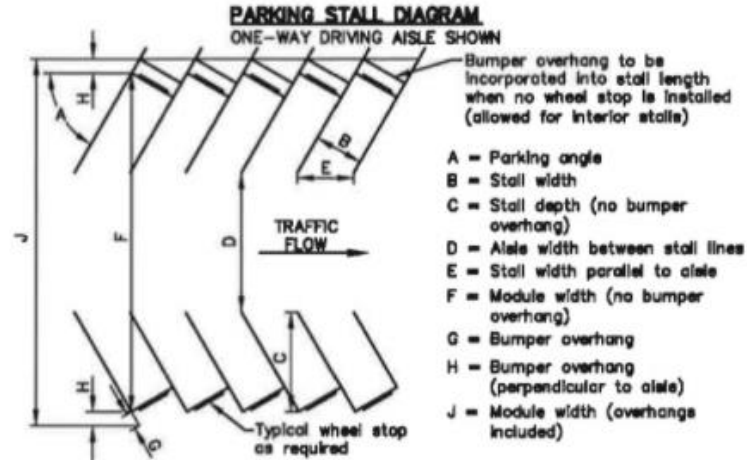 PARKING STALL DIAGRAM
ONE-WAY DRIVING AISLE SHOWN
Bumper overhang to be
incorporated into stall length
when no wheel stop is installed
(allowed for interior stalls)
H
A
B
E
J
F
D
TRAFFIC
FLOW
C
H
G
Typical wheel stop
as required
A = Parking angle
B = Stall width
C = Stall depth (no bumper
overhang)
D = Aisle width between stall lines
E = Stall width parallel to aisle
F = Module width (no bumper
overhang)
G = Bumper overhang
H = Bumper overhang
(perpendicular to aisle)
J = Module width (overhangs
included)